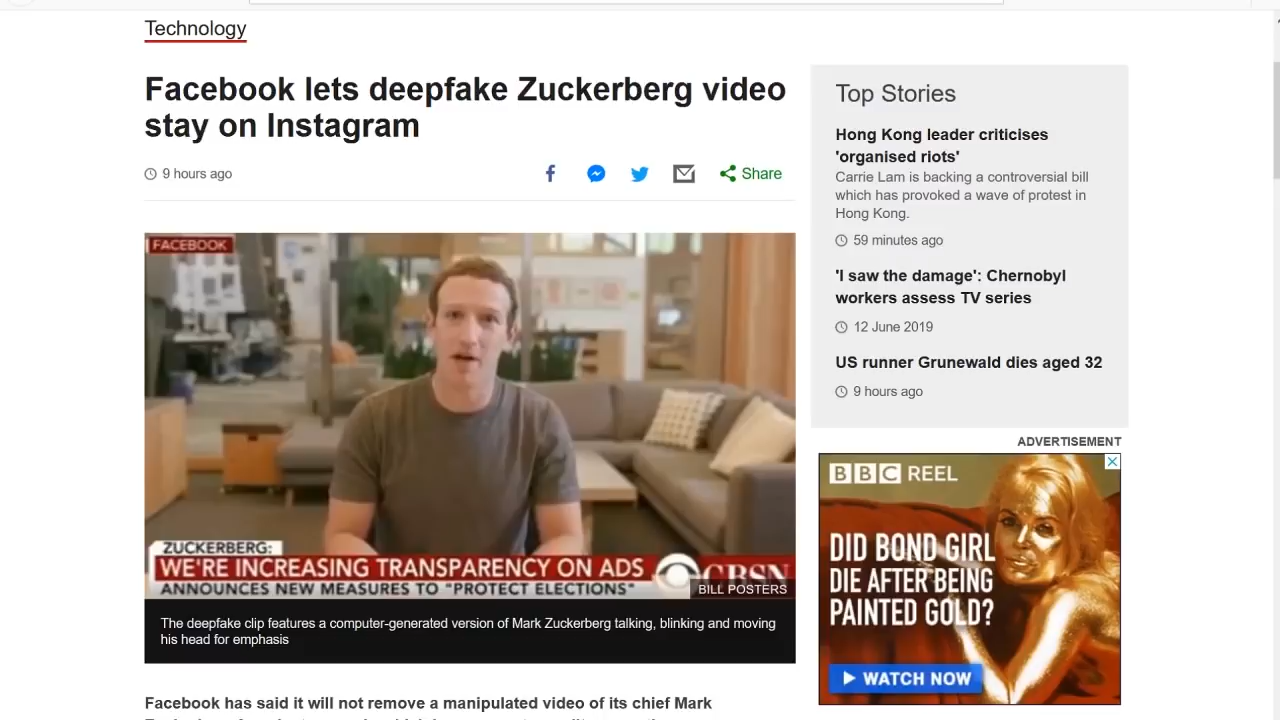 Technology
Facebook lets deepfake Zuckerberg video
stay on Instagram
9 hours ago
Share
FACEBOOK
ZUCKERBERG:
WE'RE INCREASING TRANSPARENCY ON ADS
ANNOUNCES NEW MEASURES TO "PROTECT ELECTIONS"
CBSN
BILL POSTERS
The deepfake clip features a computer-generated version of Mark Zuckerberg talking, blinking and moving
his head for emphasis
Facebook has said it will not remove a manipulated video of its chief Mark
Top Stories
Hong Kong leader criticises
'organised riots'
Carrie Lam is backing a controversial bill
which has provoked a wave of protest in
Hong Kong.
59 minutes ago
'I saw the damage': Chernobyl
workers assess TV series
12 June 2019
US runner Grunewald dies aged 32
9 hours ago
ADVERTISEMENT
BBC REEL
DID BOND GIRL
DIE AFTER BEING
PAINTED GOLD?
WATCH NOW